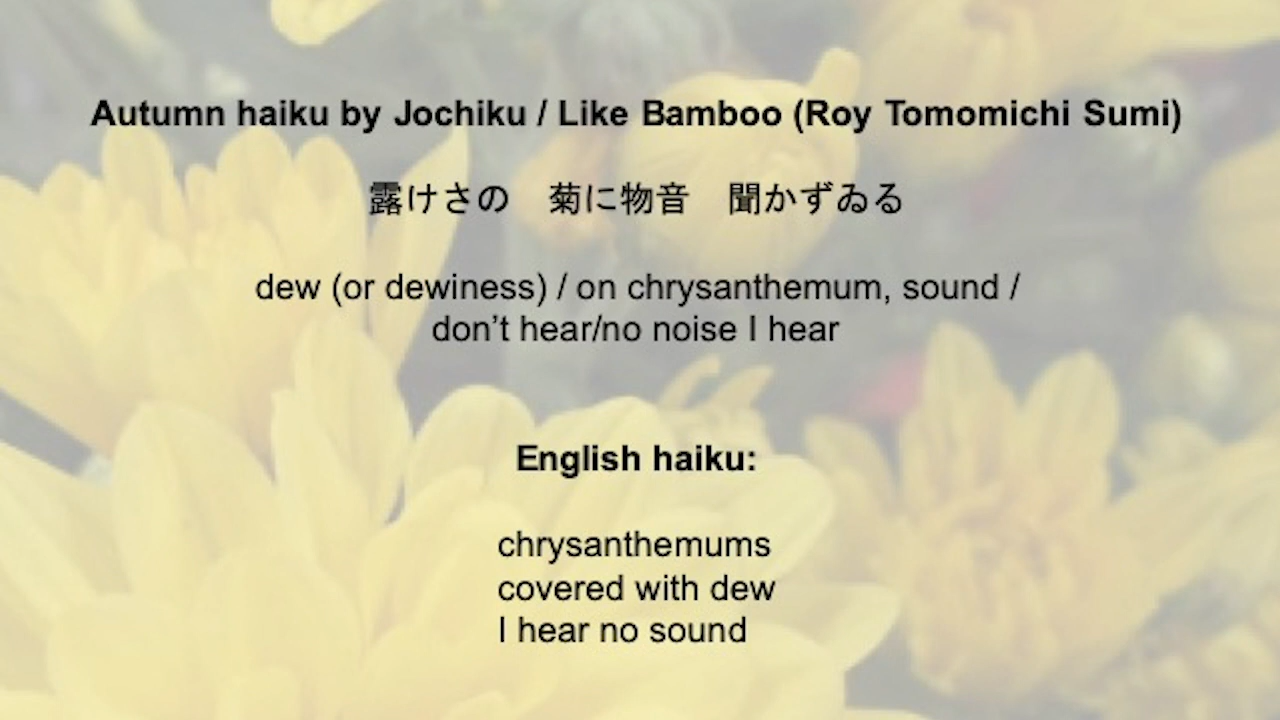 Autumn haiku by Jochiku / Like Bamboo (Roy Tomomichi Sumi)
露けさの　菊に物音　聞かずゐる
dew (or dewiness) / on chrysanthemum, sound /
don’t hear/no noise I hear
English haiku:
chrysanthemums
covered with dew
I hear no sound